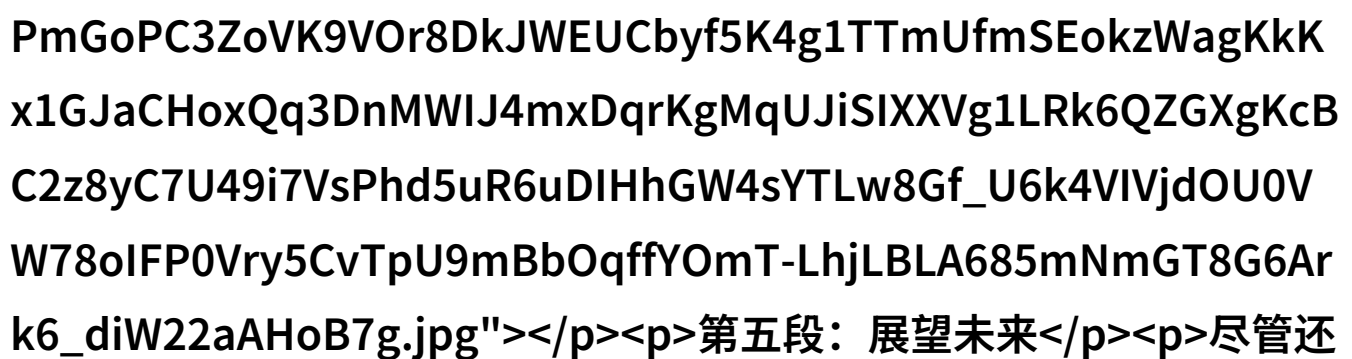 PmGoPC3ZoVK9VOr8DkJWEUCbyf5K4g1TTmUfmSEokzWagKkK
x1GJaCHoxQq3DnMWIJ4mxDqrKgMqUJiSIXXVg1LRk6QZGXgKcB
C2z8yC7U49i7VsPhd5uR6uDIHhGW4sYTLw8Gf_U6k4VIVjdOU0V
W78oIFP0Vry5CvTpU9mBbOqffYOmT-LhjLBLA685mNmGT8G6Ar
k6_diW22aAHoB7g.jpg"></p><p>第五段：展望未来</p><p>尽管还